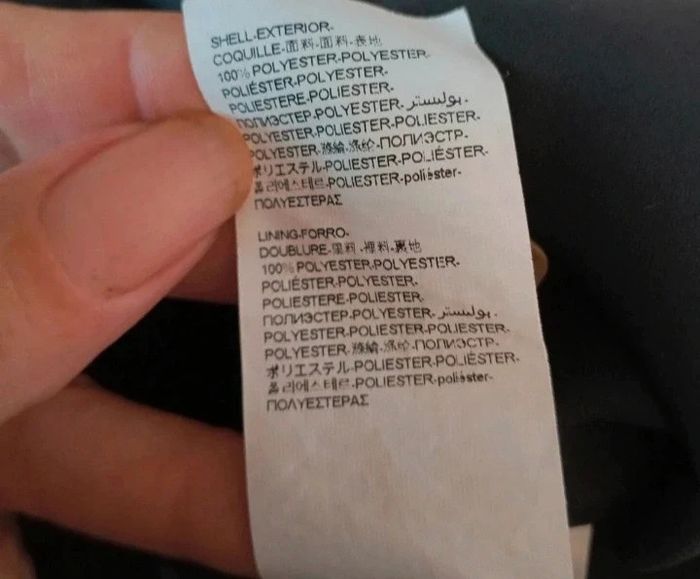 SHELL-EXTERIOR-
COQUILLE-面料-面料-表地
100% POLYESTER-POLYESTER-
POLIÉSTER-POLYESTER-
POLIESTERE-POLIESTER-
ПОЛИЭСТЕР-POLYESTER- بوليستر-
POLYESTER-POLIESTER-POLIESTER-
POLYESTER-滌綸-涤纶-ПОЛИЭСТР-
ポリエステル-POLIESTER-POLIÉSTER-
폴리에스테르-POLIESTER-poliëster-
ΠΟΛΥΕΣΤΕΡΑΣ
LINING-FORRO-
DOUBLURE-里料-裡料-裏地
100% POLYESTER-POLYESTER-
POLIÉSTER-POLYESTER-
POLIESTERE-POLIESTER-
ПОЛИЭСТЕР-POLYESTER- بوليستر-
POLYESTER-POLIESTER-POLIESTER-
POLYESTER-滌綸-涤纶-ПОЛИЭСТР-
ポリエステル-POLIESTER-POLIÉSTER-
폴리에스테르-POLIESTER-poliëster-
ΠΟΛΥΕΣΤΕΡΑΣ